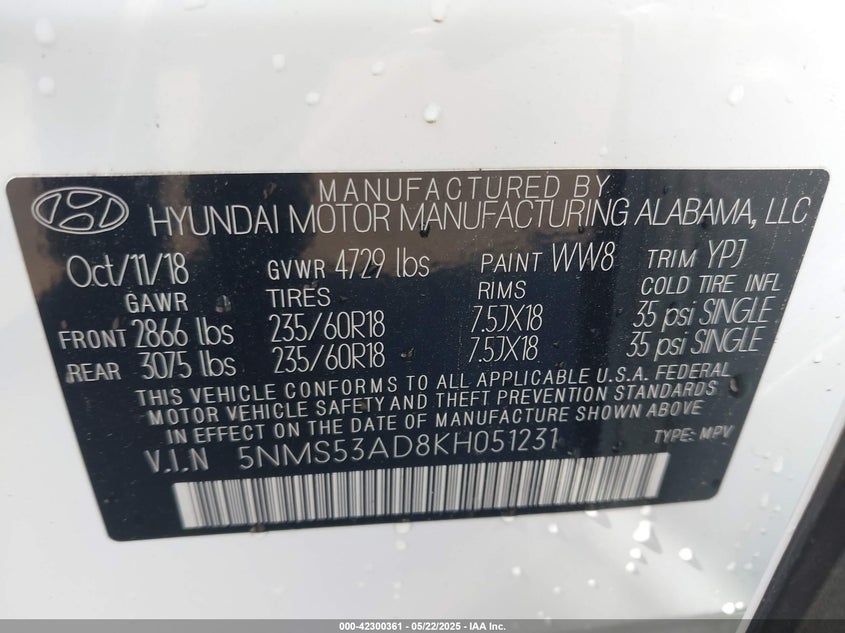 MANUFACTURED BY
HYUNDAI MOTOR MANUFACTURING ALABAMA, LLC
Oct/11/18 GVWR 4729 lbs PAINT WW8 TRIM YPJ
GAWR TIRES RIMS COLD TIRE INFL
FRONT 2866 lbs 235/60R18 7.5JX18 35 psi SINGLE
REAR 3075 lbs 235/60R18 7.5JX18 35 psi SINGLE
THIS VEHICLE CONFORMS TO ALL APPLICABLE U.S.A. FEDERAL
MOTOR VEHICLE SAFETY AND THEFT PREVENTION STANDARDS
IN EFFECT ON THE DATE OF MANUFACTURE SHOWN ABOVE
V.I.N 5NMS53AD8KH051231 TYPE: MPV
000-42300361 - 05/22/2025 - IAA Inc.